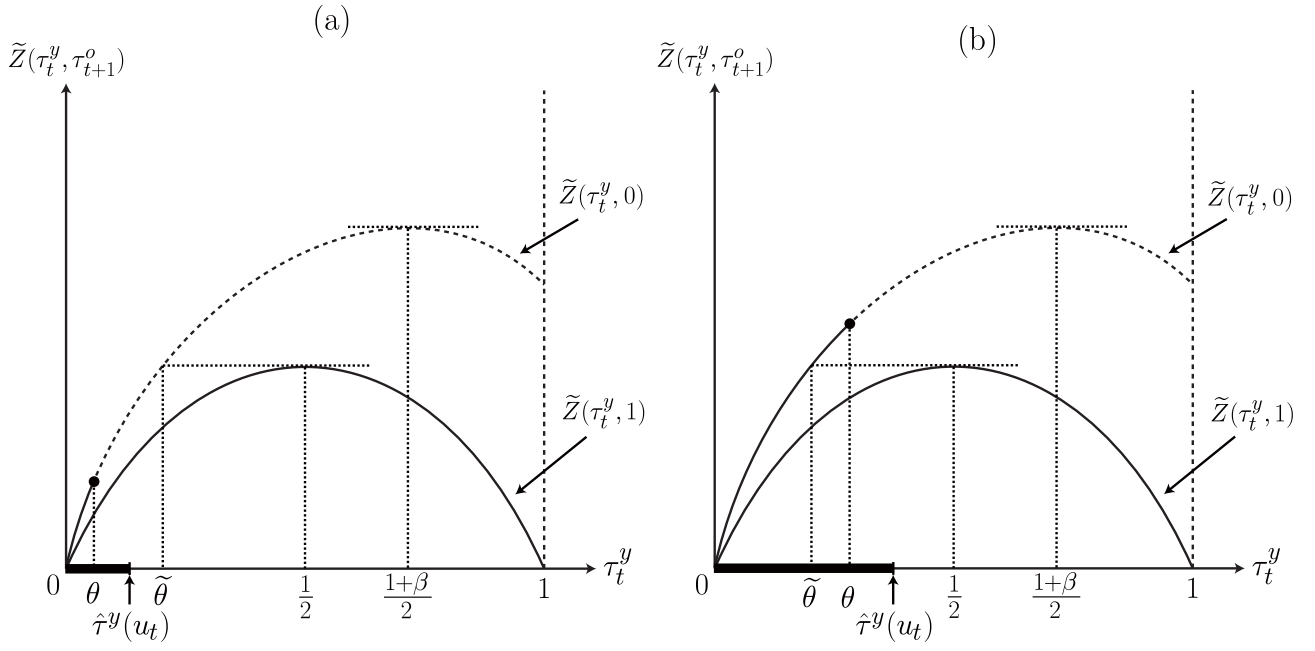 (a)
Z̃(τ_t^y, τ_{t+1}^o)
Z̃(τ_t^y, 0)
Z̃(τ_t^y, 1)
0
θ
θ̃
1/2
(1+β)/2
1
τ_t^y
τ̂^y(u_t)
(b)
Z̃(τ_t^y, τ_{t+1}^o)
Z̃(τ_t^y, 0)
Z̃(τ_t^y, 1)
0
θ̃
θ
1/2
(1+β)/2
1
τ_t^y
τ̂^y(u_t)